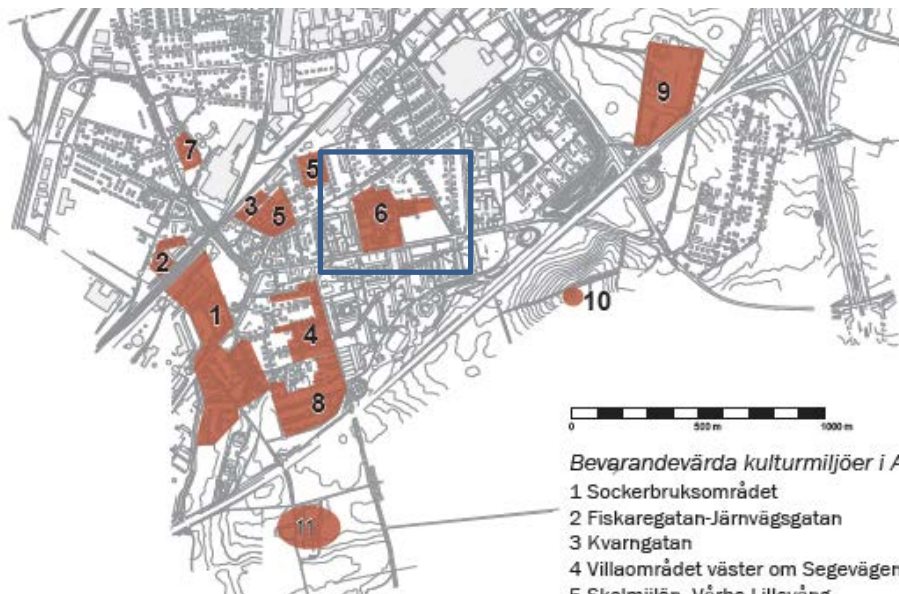 9
7
5
3
5
6
2
1
10
4
8
0
500 m
1000 m
Bevarandevärda kulturmiljöer i A
1 Sockerbruksområdet
2 Fiskaregatan-Järnvägsgatan
3 Kvarngatan
4 Villaområdet väster om Segevägen
11